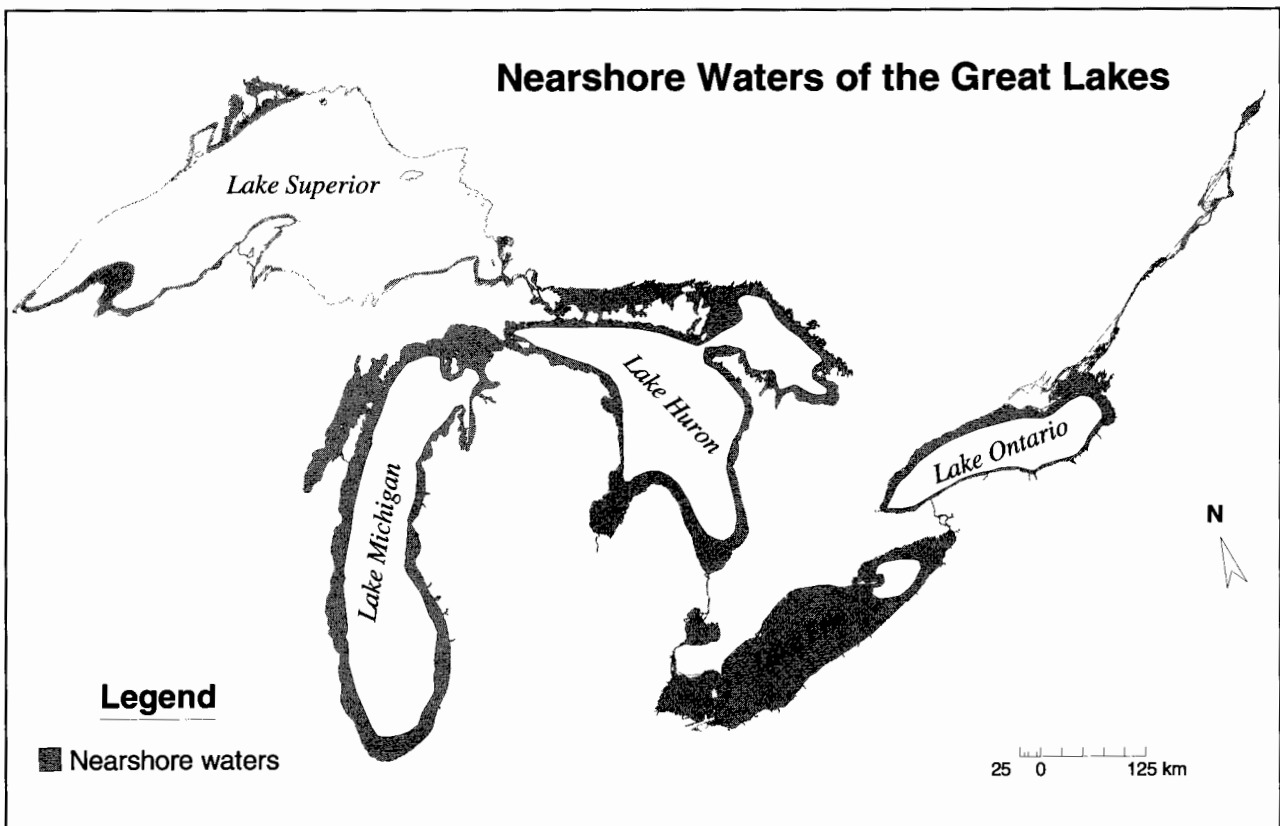 Nearshore Waters of the Great Lakes
Lake Superior
Lake Huron
Lake Ontario
Lake Michigan
N
Legend
Nearshore waters
25 0 125 km